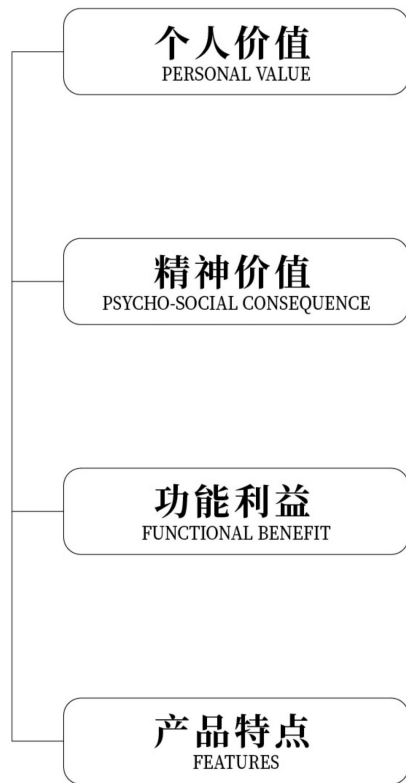 个人价值
PERSONAL VALUE
精神价值
PSYCHO-SOCIAL CONSEQUENCE
功能利益
FUNCTIONAL BENEFIT
产品特点
FEATURES